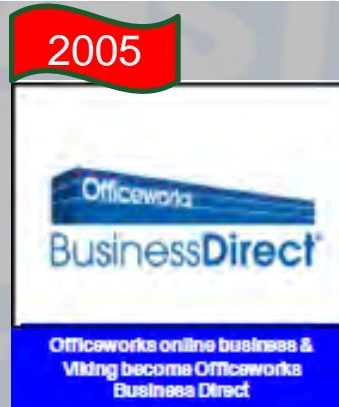 2005
Officeworks
BusinessDirect
Officeworks online business &
Viking become Officeworks
Business Direct